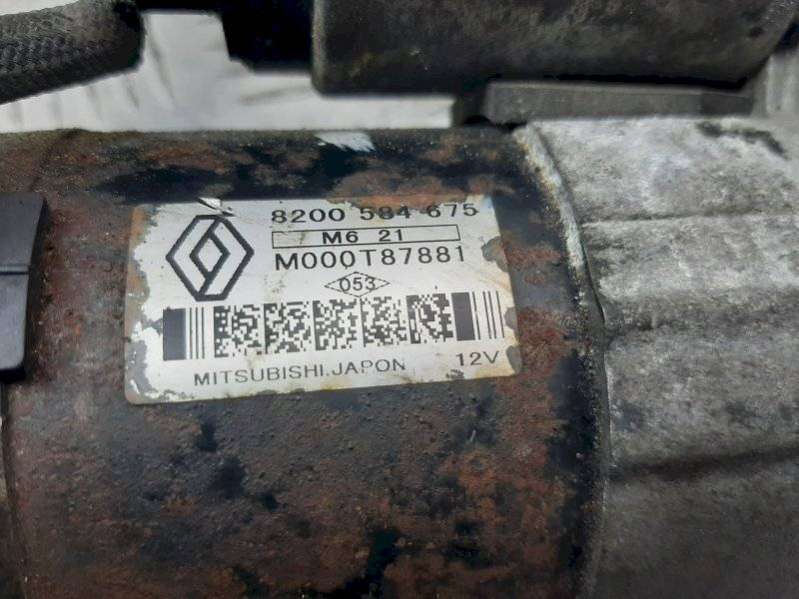 8200 584 675
M6 21
M000T87881
053
MITSUBISHI.JAPON 12V